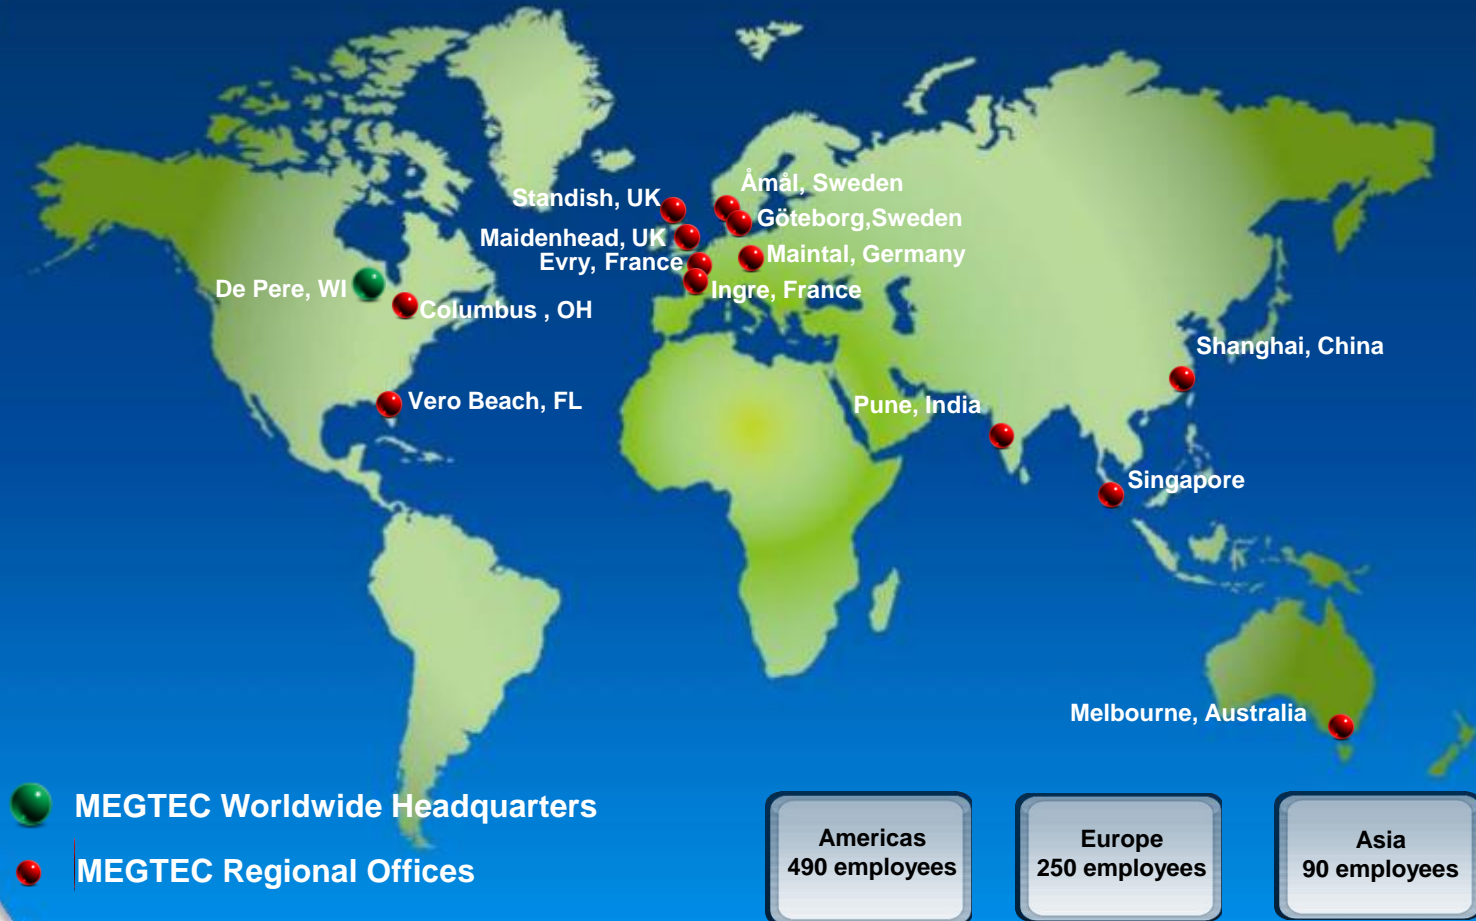 Åmål, Sweden
Standish, UK
Göteborg,Sweden
Maidenhead, UK
Evry, France
Maintal, Germany
De Pere, WI
Ingre, France
Columbus , OH
Shanghai, China
Vero Beach, FL
Pune, India
Singapore
Melbourne, Australia
MEGTEC Worldwide Headquarters
MEGTEC Regional Offices
Americas
490 employees
Europe
250 employees
Asia
90 employees